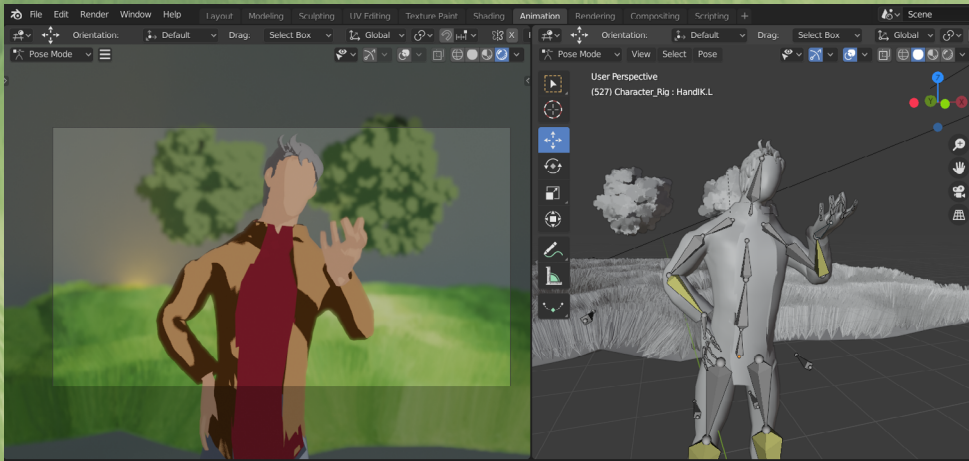 File Edit Render Window Help Layout Modeling Sculpting UV Editing Texture Paint Shading Animation Rendering Compositing Scripting + Scene
Orientation: Default Drag: Select Box Global X
Orientation: Default Drag: Select Box Global
Pose Mode
Pose Mode View Select Pose
User Perspective
(527) Character_Rig : HandIK.L
Z
Y
X